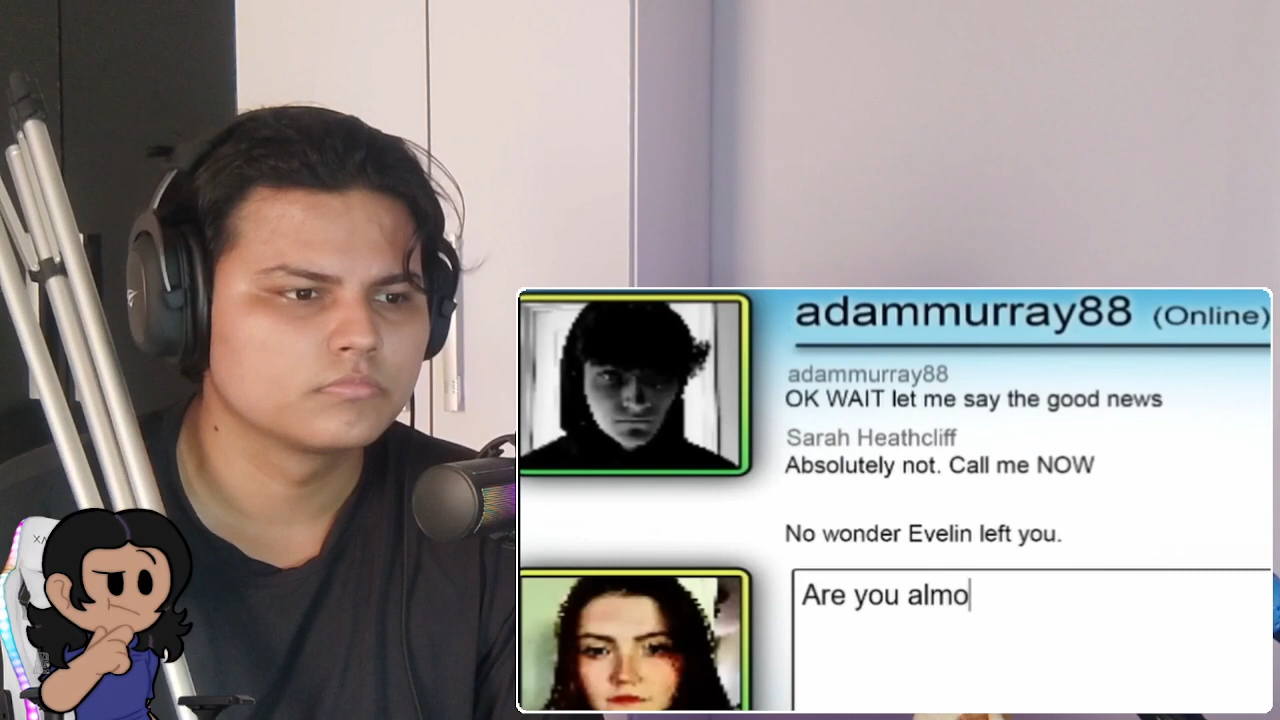 adammurray88 (Online)
adammurray88
OK WAIT let me say the good news
Sarah Heathcliff
Absolutely not. Call me NOW
No wonder Evelin left you.
Are you almo